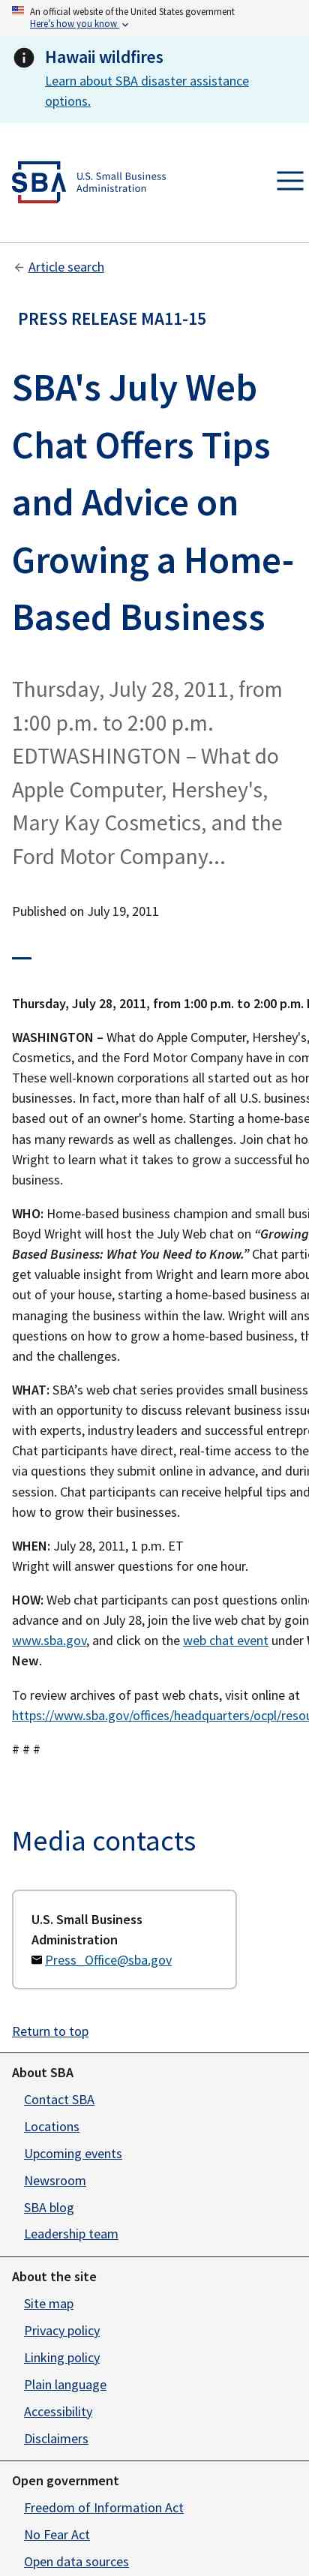 An official website of the United States government
Here's how you know
Hawaii wildfires
Learn about SBA disaster assistance
options.
SBA
U.S. Small Business
Administration
Article search
PRESS RELEASE MA11-15
SBA's July Web
Chat Offers Tips
and Advice on
Growing a Home-
Based Business
Thursday, July 28, 2011, from
1:00 p.m. to 2:00 p.m.
EDTWASHINGTON – What do
Apple Computer, Hershey's,
Mary Kay Cosmetics, and the
Ford Motor Company...
Published on July 19, 2011
Thursday, July 28, 2011, from 1:00 p.m. to 2:00 p.m.
WASHINGTON – What do Apple Computer, Hershey's,
Cosmetics, and the Ford Motor Company have in com
These well-known corporations all started out as hom
businesses. In fact, more than half of all U.S. business
based out of an owner's home. Starting a home-base
has many rewards as well as challenges. Join chat hos
Wright to learn what it takes to grow a successful ho
business.
WHO: Home-based business champion and small busi
Boyd Wright will host the July Web chat on “Growing
Based Business: What You Need to Know.” Chat partic
get valuable insight from Wright and learn more abou
out of your house, starting a home-based business an
managing the business within the law. Wright will ans
questions on how to grow a home-based business, th
and the challenges.
WHAT: SBA’s web chat series provides small business
with an opportunity to discuss relevant business issue
with experts, industry leaders and successful entrepre
Chat participants have direct, real-time access to the
via questions they submit online in advance, and durin
session. Chat participants can receive helpful tips and
how to grow their businesses.
WHEN: July 28, 2011, 1 p.m. ET
Wright will answer questions for one hour.
HOW: Web chat participants can post questions onlin
advance and on July 28, join the live web chat by goin
www.sba.gov, and click on the web chat event under
New.
To review archives of past web chats, visit online at
https://www.sba.gov/offices/headquarters/ocpl/resou
# # #
Media contacts
U.S. Small Business
Administration
Press_Office@sba.gov
Return to top
About SBA
Contact SBA
Locations
Upcoming events
Newsroom
SBA blog
Leadership team
About the site
Site map
Privacy policy
Linking policy
Plain language
Accessibility
Disclaimers
Open government
Freedom of Information Act
No Fear Act
Open data sources